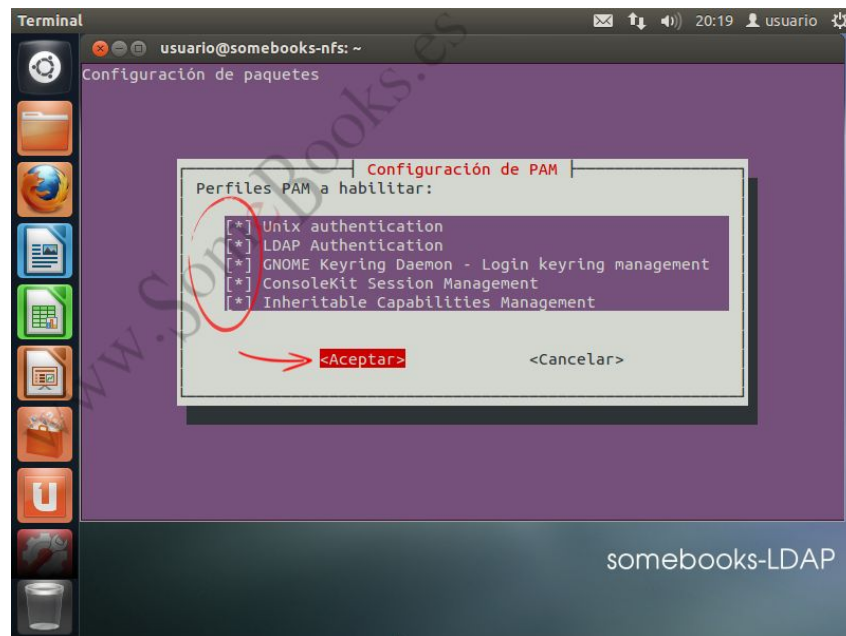 Terminal
20:19 usuario
usuario@somebooks-nfs: ~
Configuración de paquetes
Configuración de PAM
Perfiles PAM a habilitar:
[*] Unix authentication
[*] LDAP Authentication
[*] GNOME Keyring Daemon - Login keyring management
[*] ConsoleKit Session Management
[*] Inheritable Capabilities Management
<Aceptar> <Cancelar>
www.SomeBooks.es
somebooks-LDAP